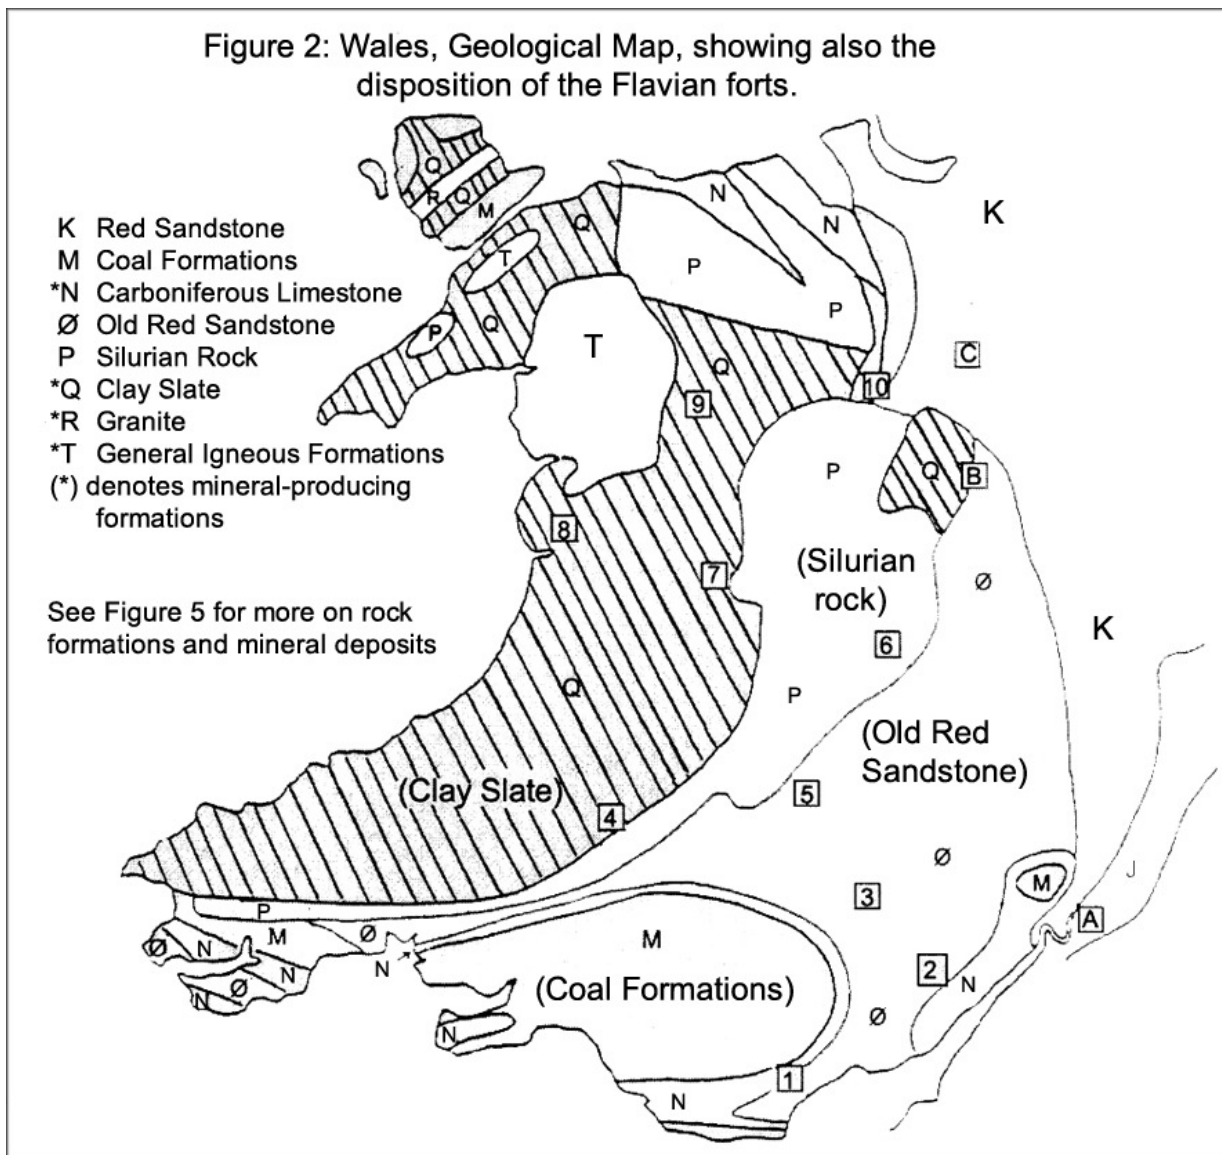 Figure 2: Wales, Geological Map, showing also the
disposition of the Flavian forts.
K Red Sandstone
M Coal Formations
*N Carboniferous Limestone
Ø Old Red Sandstone
P Silurian Rock
*Q Clay Slate
*R Granite
*T General Igneous Formations
(*) denotes mineral-producing
formations
See Figure 5 for more on rock
formations and mineral deposits
Q
R
Q
M
Q
T
Q
P
T
N
N
P
P
K
C
Q
9
10
P
Q
B
8
7
(Silurian
rock)
Ø
K
6
Q
P
(Old Red
Sandstone)
(Clay Slate)
4
5
Ø
M
J
3
A
P
Ø
N
M
Ø
N
M
2
N
N
Ø
N
(Coal Formations)
Ø
N
1
N